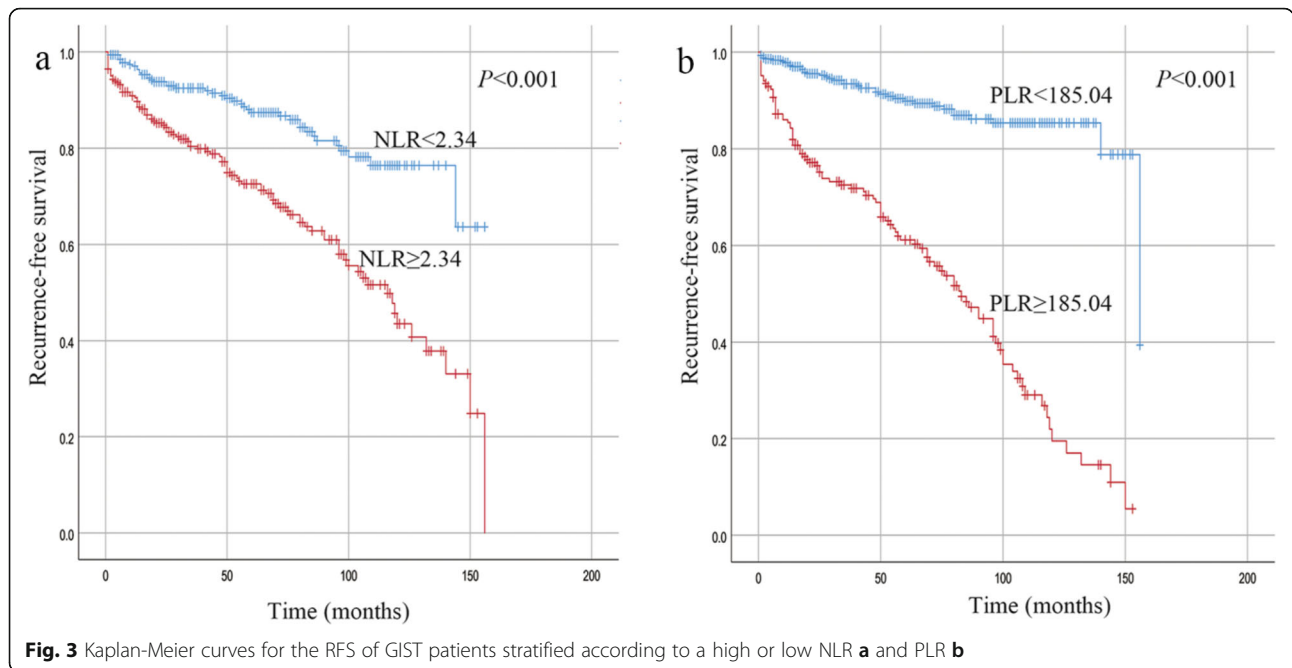 a
P<0.001
NLR<2.34
NLR≥2.34
Recurrence-free survival
1.0
0.8
0.6
0.4
0.2
0.0
0 50 100 150 200
Time (months)
b
P<0.001
PLR<185.04
PLR≥185.04
Recurrence-free survival
1.0
0.8
0.6
0.4
0.2
0.0
0 50 100 150 200
Time (months)
Fig. 3 Kaplan-Meier curves for the RFS of GIST patients stratified according to a high or low NLR a and PLR b